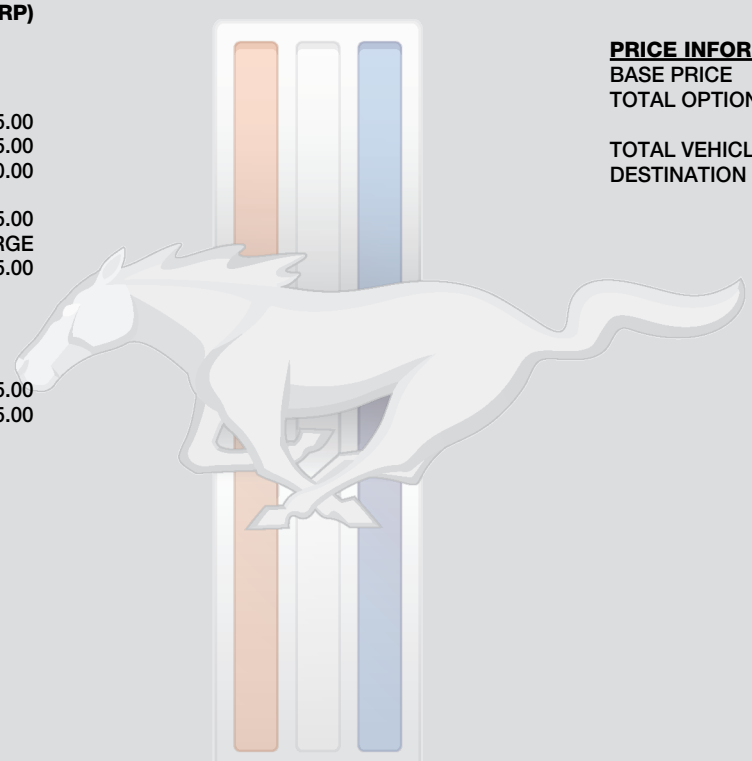 RP)
5.00
5.00
0.00
5.00
RGE
5.00
5.00
5.00
PRICE INFOR
BASE PRICE
TOTAL OPTION
TOTAL VEHICL
DESTINATION